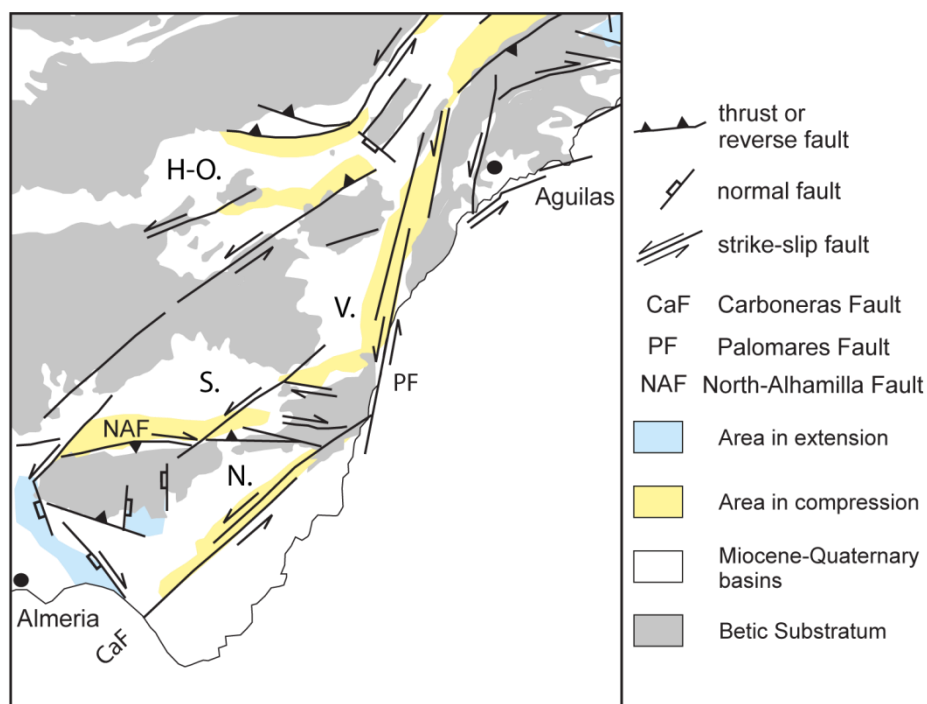 H-O.
Aguilas
V.
S.
PF
NAF
N.
Almeria
CaF
thrust or
reverse fault
normal fault
strike-slip fault
CaF Carboneras Fault
PF Palomares Fault
NAF North-Alhamilla Fault
Area in extension
Area in compression
Miocene-Quaternary
basins
Betic Substratum